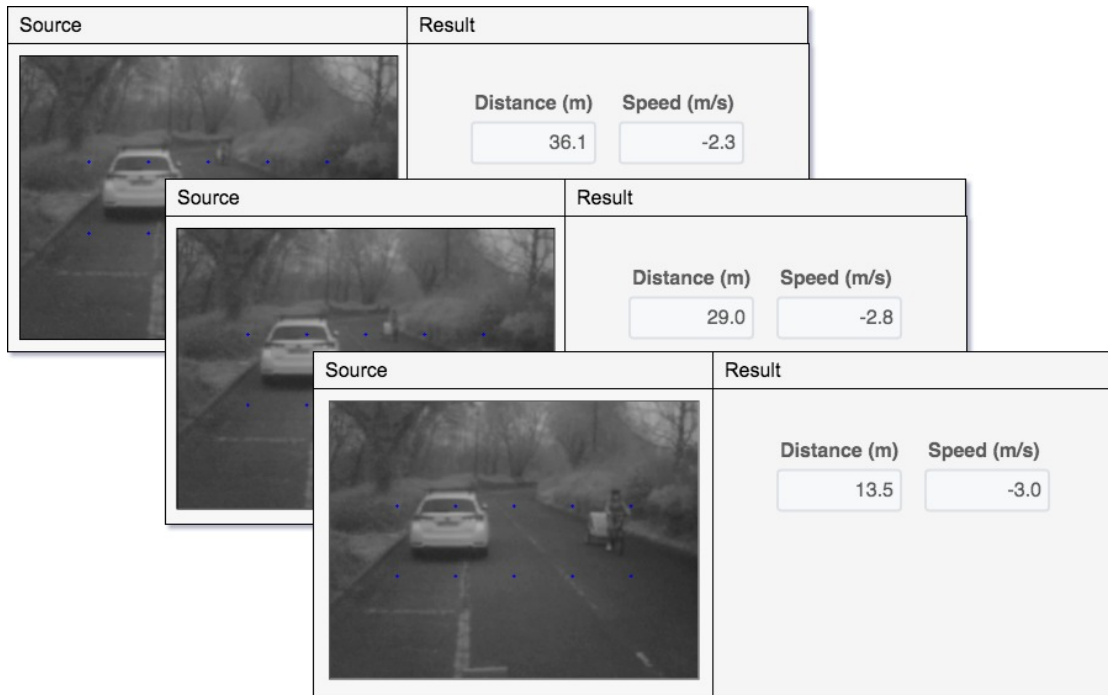 Source Result
Distance (m) Speed (m/s)
36.1 -2.3
Source Result
Distance (m) Speed (m/s)
29.0 -2.8
Source Result
Distance (m) Speed (m/s)
13.5 -3.0